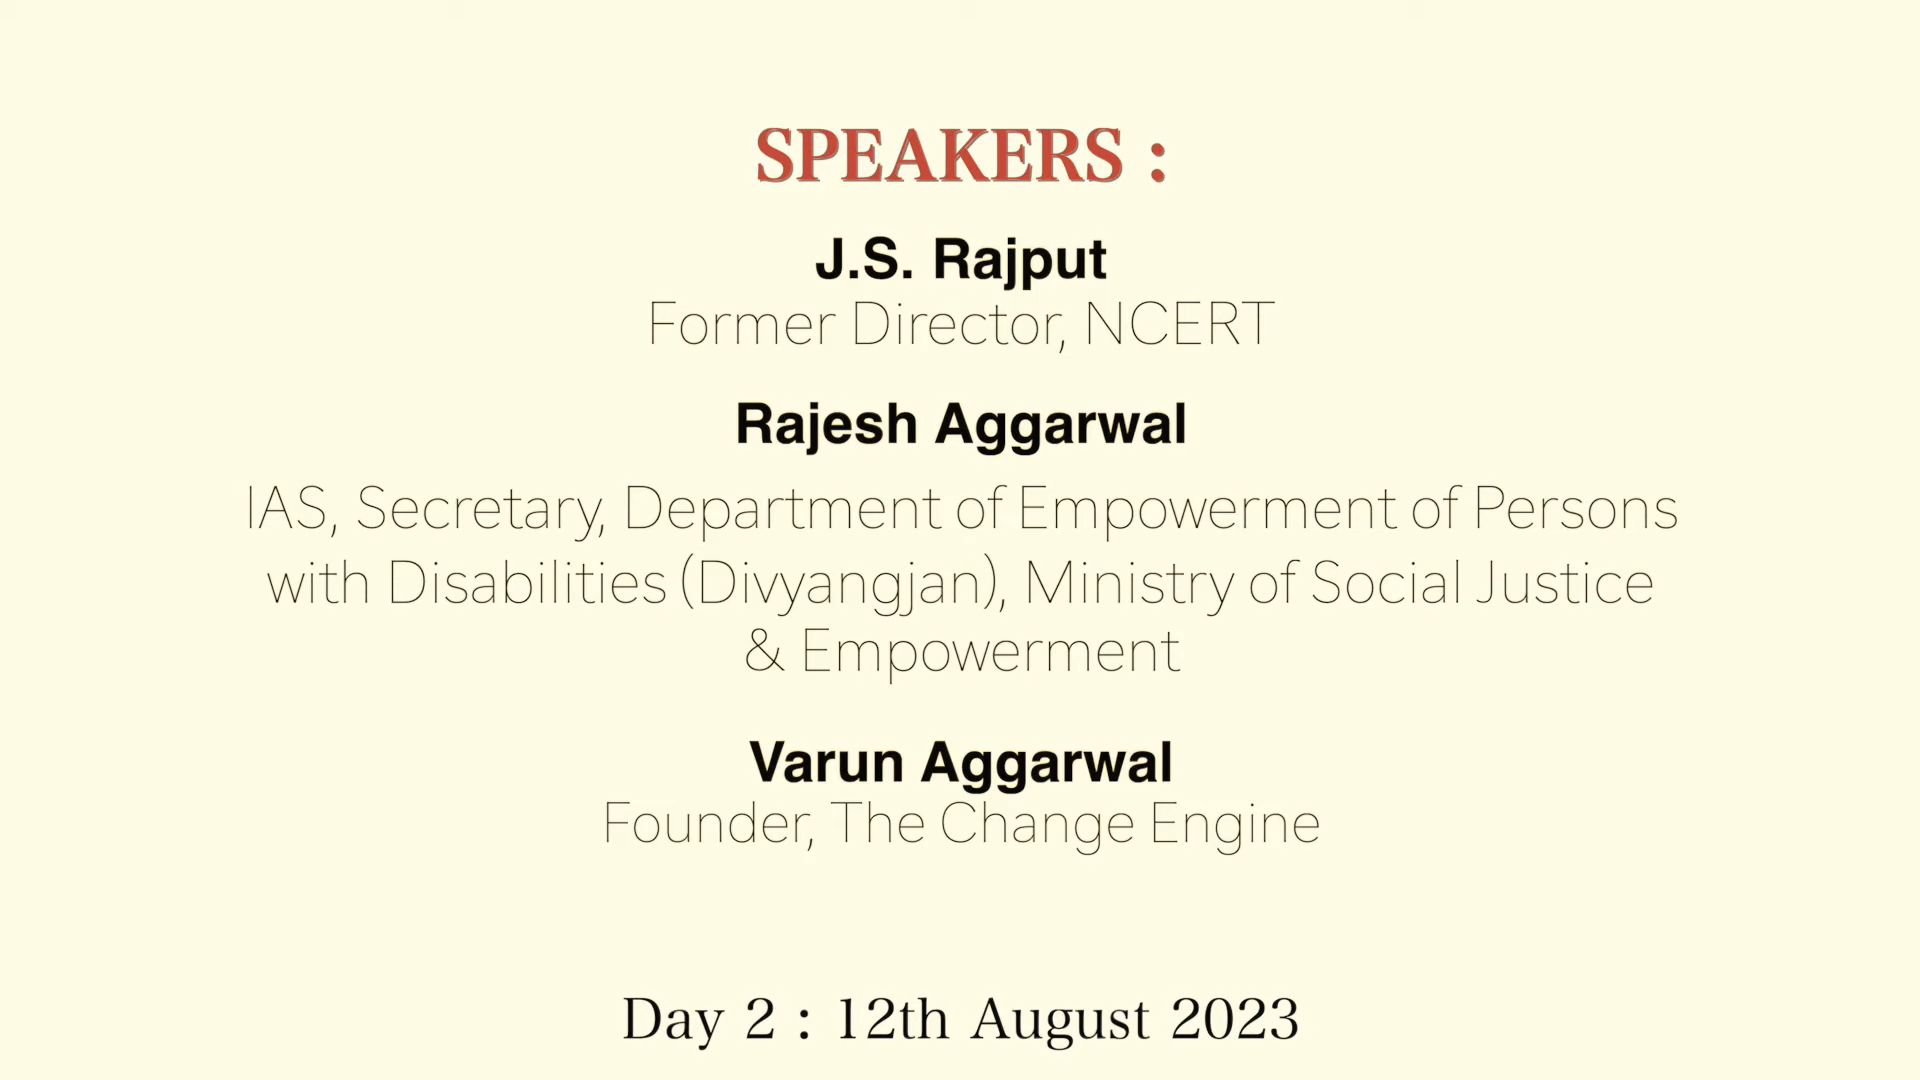 SPEAKERS :
J.S. Rajput
Former Director, NCERT
Rajesh Aggarwal
IAS, Secretary, Department of Empowerment of Persons
with Disabilities (Divyangjan), Ministry of Social Justice
& Empowerment
Varun Aggarwal
Founder, The Change Engine
Day 2 : 12th August 2023